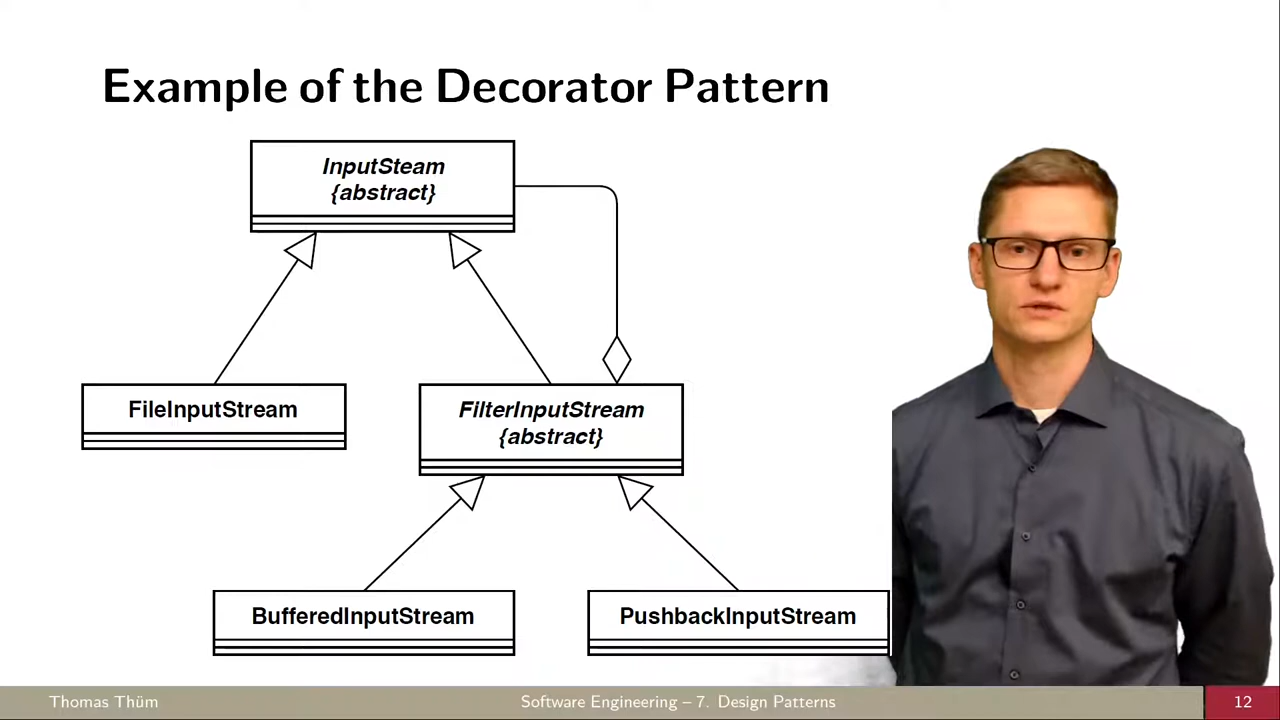 Example of the Decorator Pattern
InputSteam
{abstract}
FileInputStream
FilterInputStream
{abstract}
BufferedInputStream
PushbackInputStream
Thomas Thüm
Software Engineering – 7. Design Patterns
12